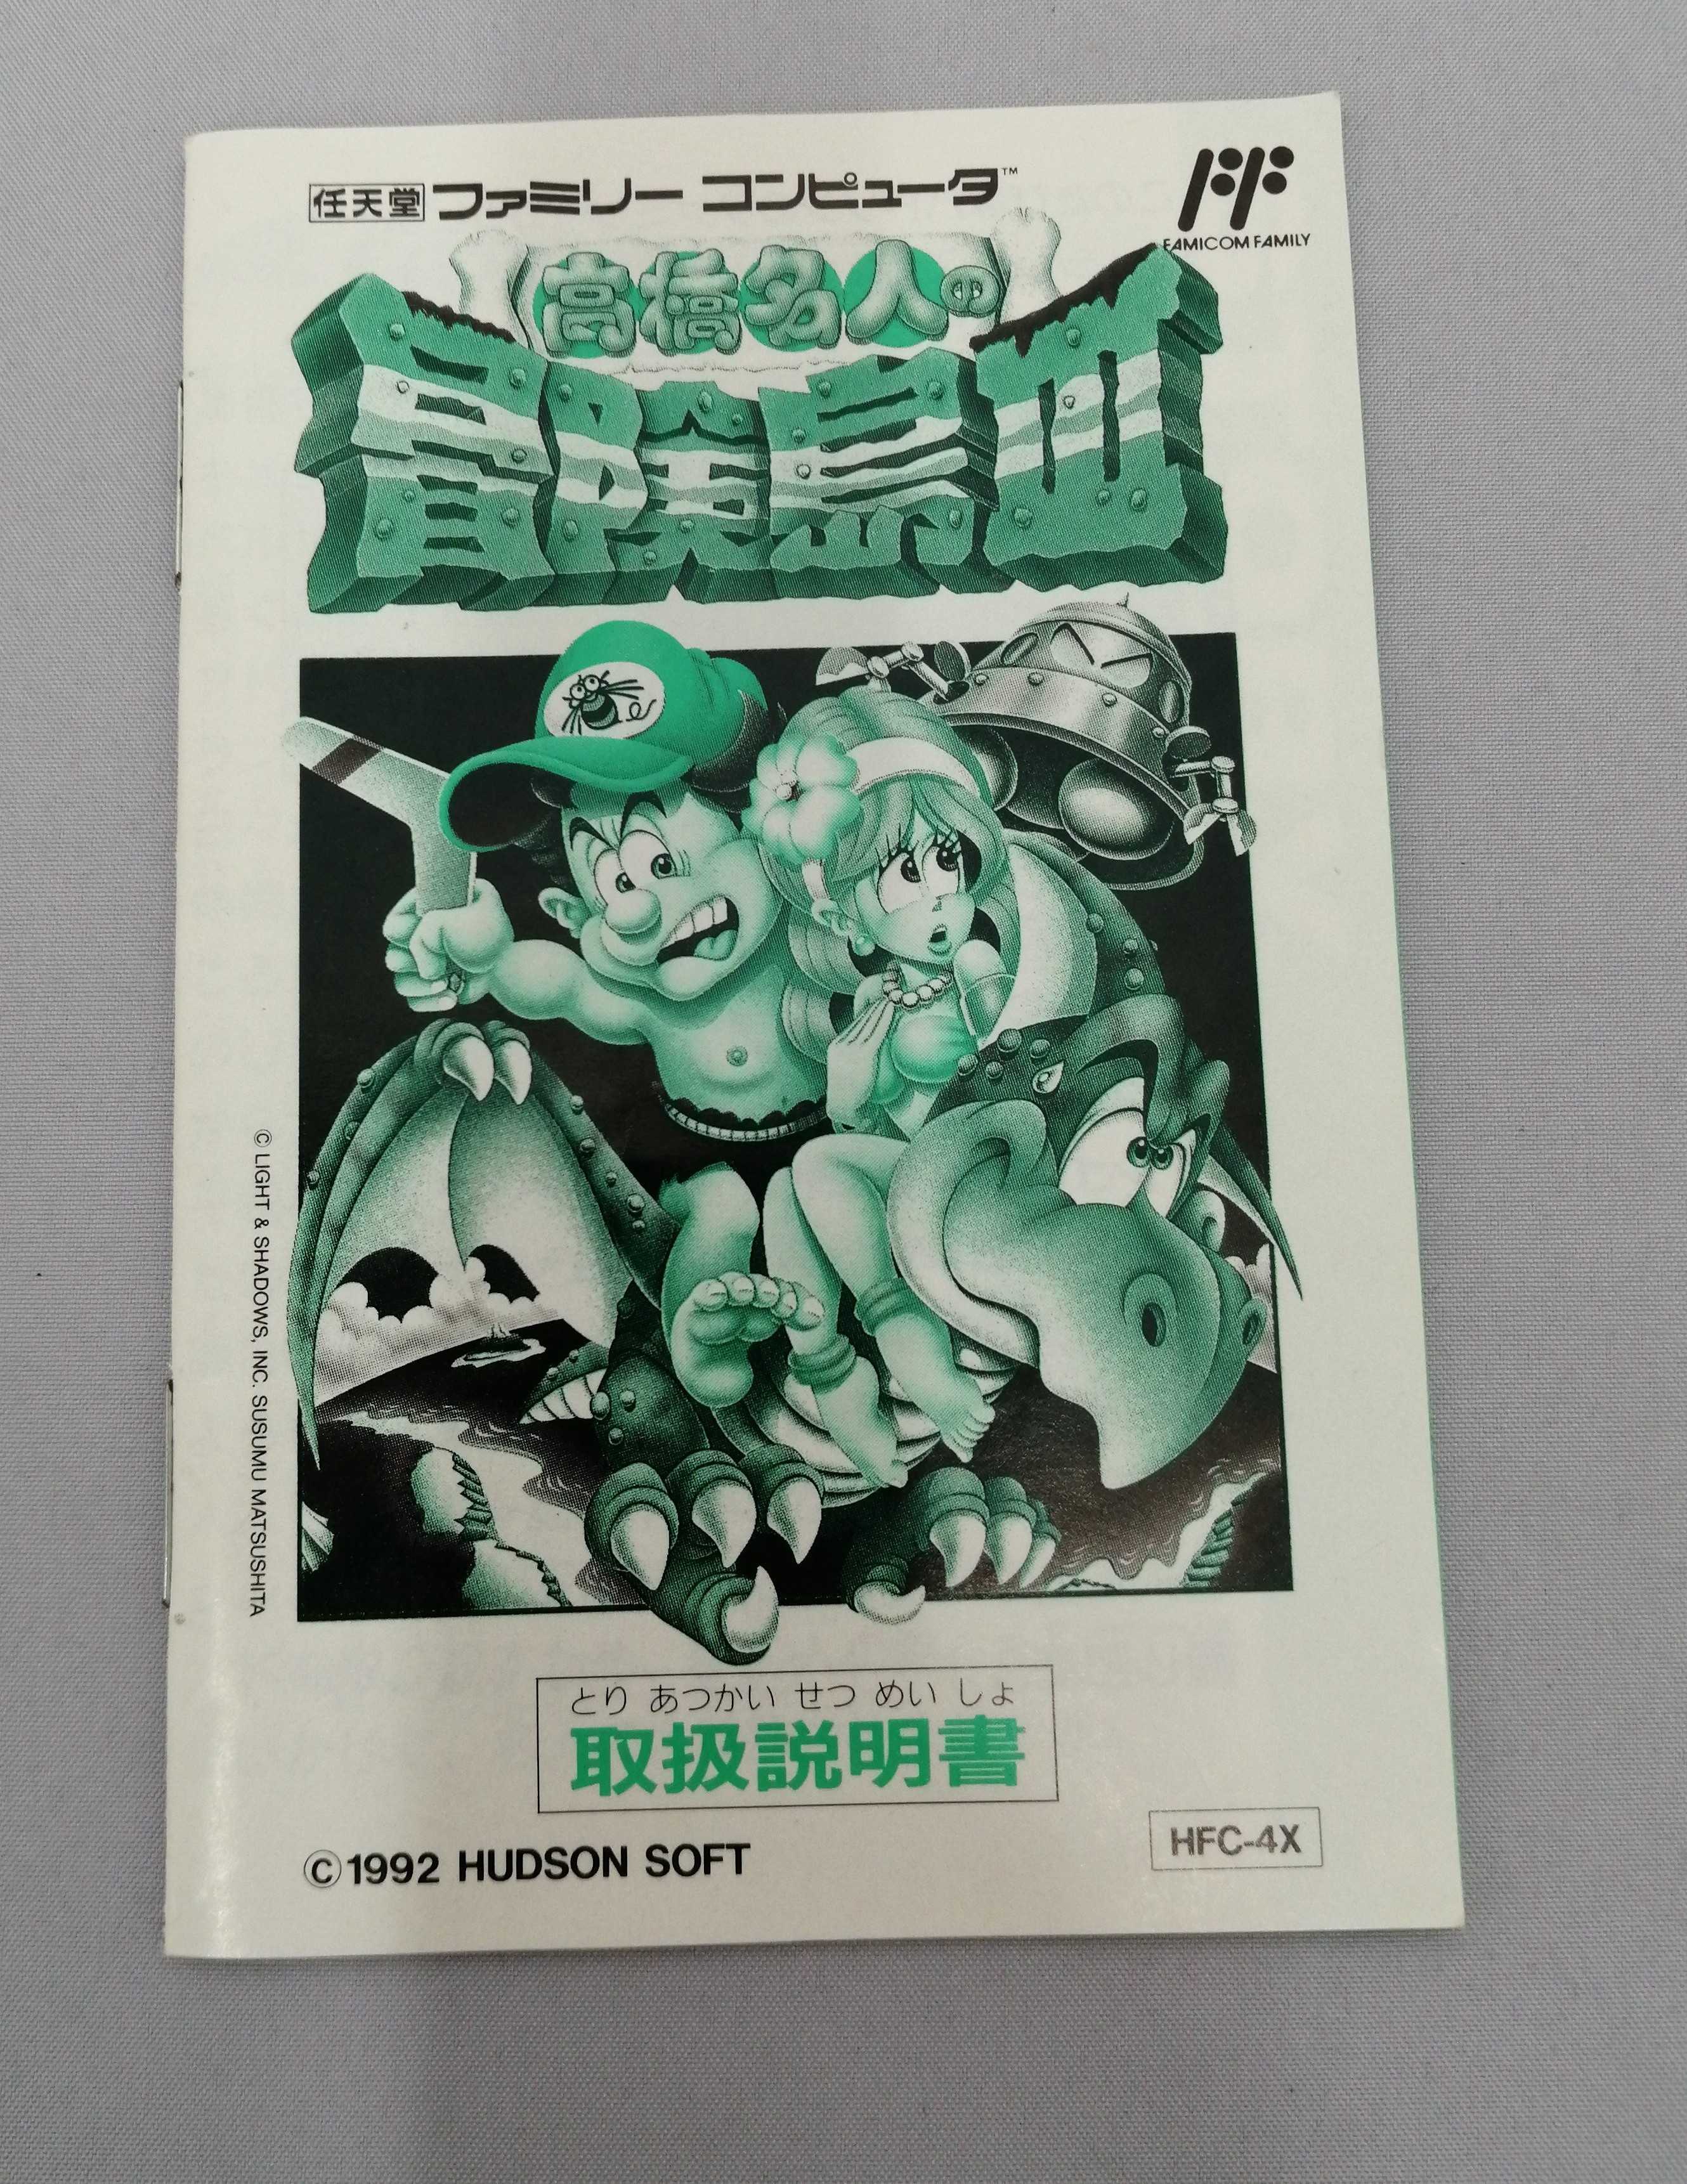 任天堂 ファミリー コンピュータ™
FAMICOM FAMILY
高橋名人の
冒険島III
© LIGHT & SHADOWS, INC. SUSUMU MATSUSHITA
とり あつかい せつ めい しょ
取扱説明書
©1992 HUDSON SOFT
HFC-4X